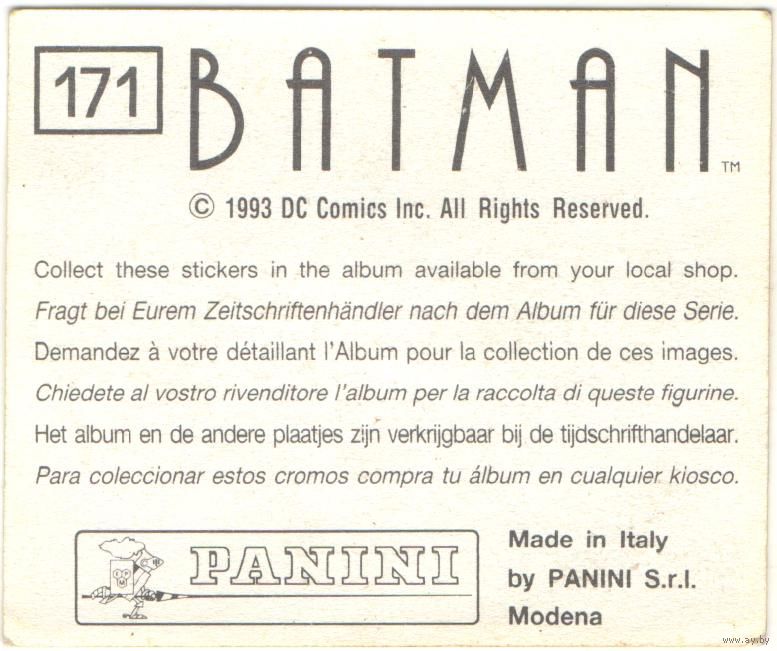 171
BATMAN™
© 1993 DC Comics Inc. All Rights Reserved.
Collect these stickers in the album available from your local shop.
Fragt bei Eurem Zeitschriftenhändler nach dem Album für diese Serie.
Demandez à votre détaillant l'Album pour la collection de ces images.
Chiedete al vostro rivenditore l'album per la raccolta di queste figurine.
Het album en de andere plaatjes zijn verkrijgbaar bij de tijdschrifthandelaar.
Para coleccionar estos cromos compra tu álbum en cualquier kiosco.
PANINI
Made in Italy
by PANINI S.r.l.
Modena
www.ay.by